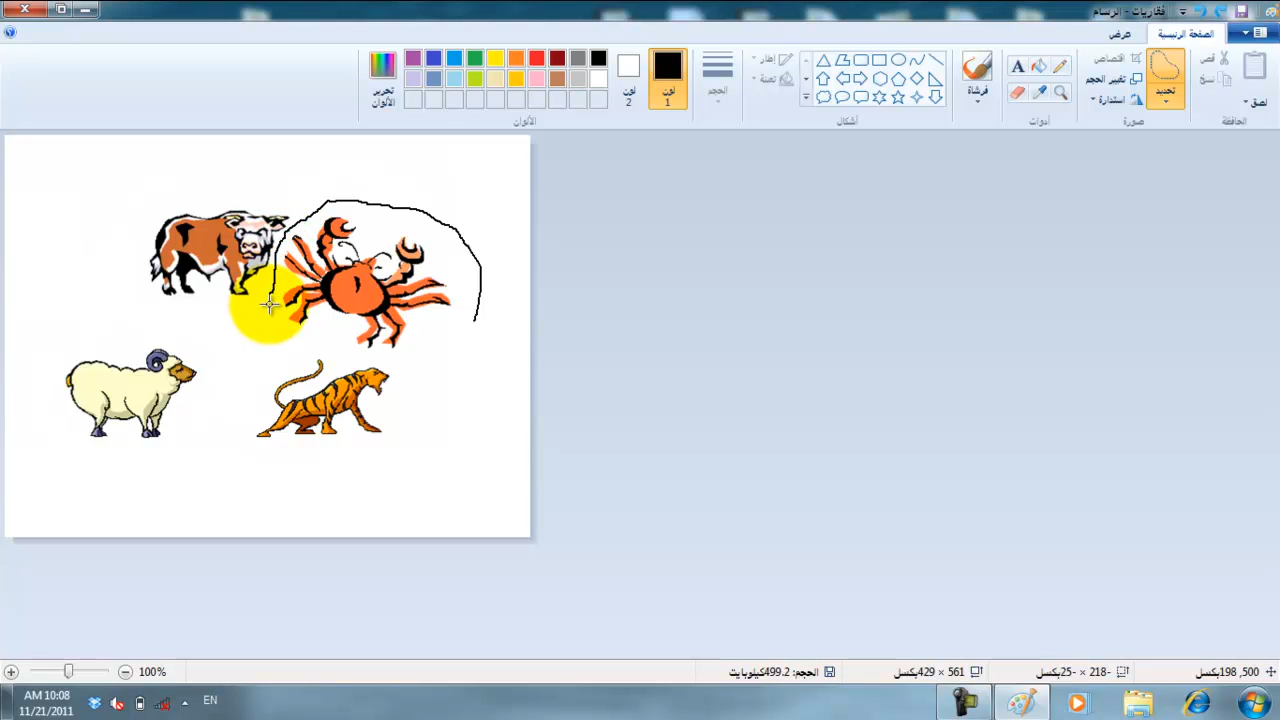 فقاريات - الرسام
الصفحة الرئيسية
عرض
لصق
قص
نسخ
الحافظة
تحديد
اقتصاص
تغيير الحجم
استدارة
صورة
A
أدوات
فرشاة
إطار
تعبئة
أشكال
الحجم
لون
1
لون
2
تحرير
الألوان
الألوان
500, 198بكسل
-218 × -25بكسل
561 × 429بكسل
الحجم: 499.2كيلوبايت
100%
EN
AM 10:08
11/21/2011